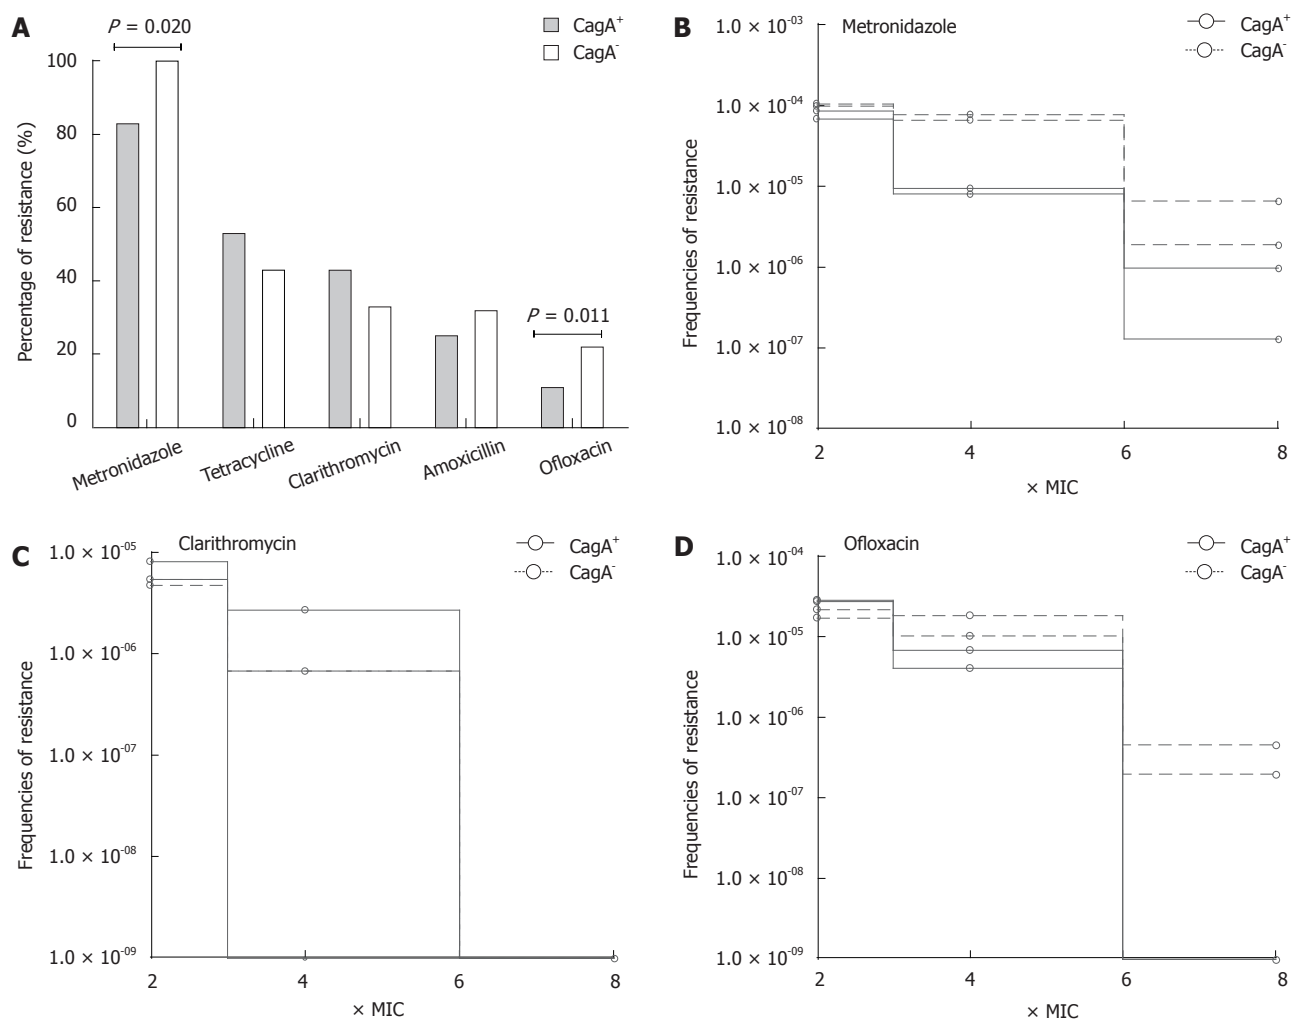 A
P = 0.020
CagA+
CagA-
Percentage of resistance (%)
100
80
60
40
20
0
P = 0.011
Metronidazole
Tetracycline
Clarithromycin
Amoxicillin
Ofloxacin
B
Metronidazole
CagA+
CagA-
Frequencies of resistance
1.0 × 10-03
1.0 × 10-04
1.0 × 10-05
1.0 × 10-06
1.0 × 10-07
1.0 × 10-08
2
4
6
8
× MIC
C
Clarithromycin
CagA+
CagA-
Frequencies of resistance
1.0 × 10-05
1.0 × 10-06
1.0 × 10-07
1.0 × 10-08
1.0 × 10-09
2
4
6
8
× MIC
D
Ofloxacin
CagA+
CagA-
Frequencies of resistance
1.0 × 10-04
1.0 × 10-05
1.0 × 10-06
1.0 × 10-07
1.0 × 10-08
1.0 × 10-09
2
4
6
8
× MIC